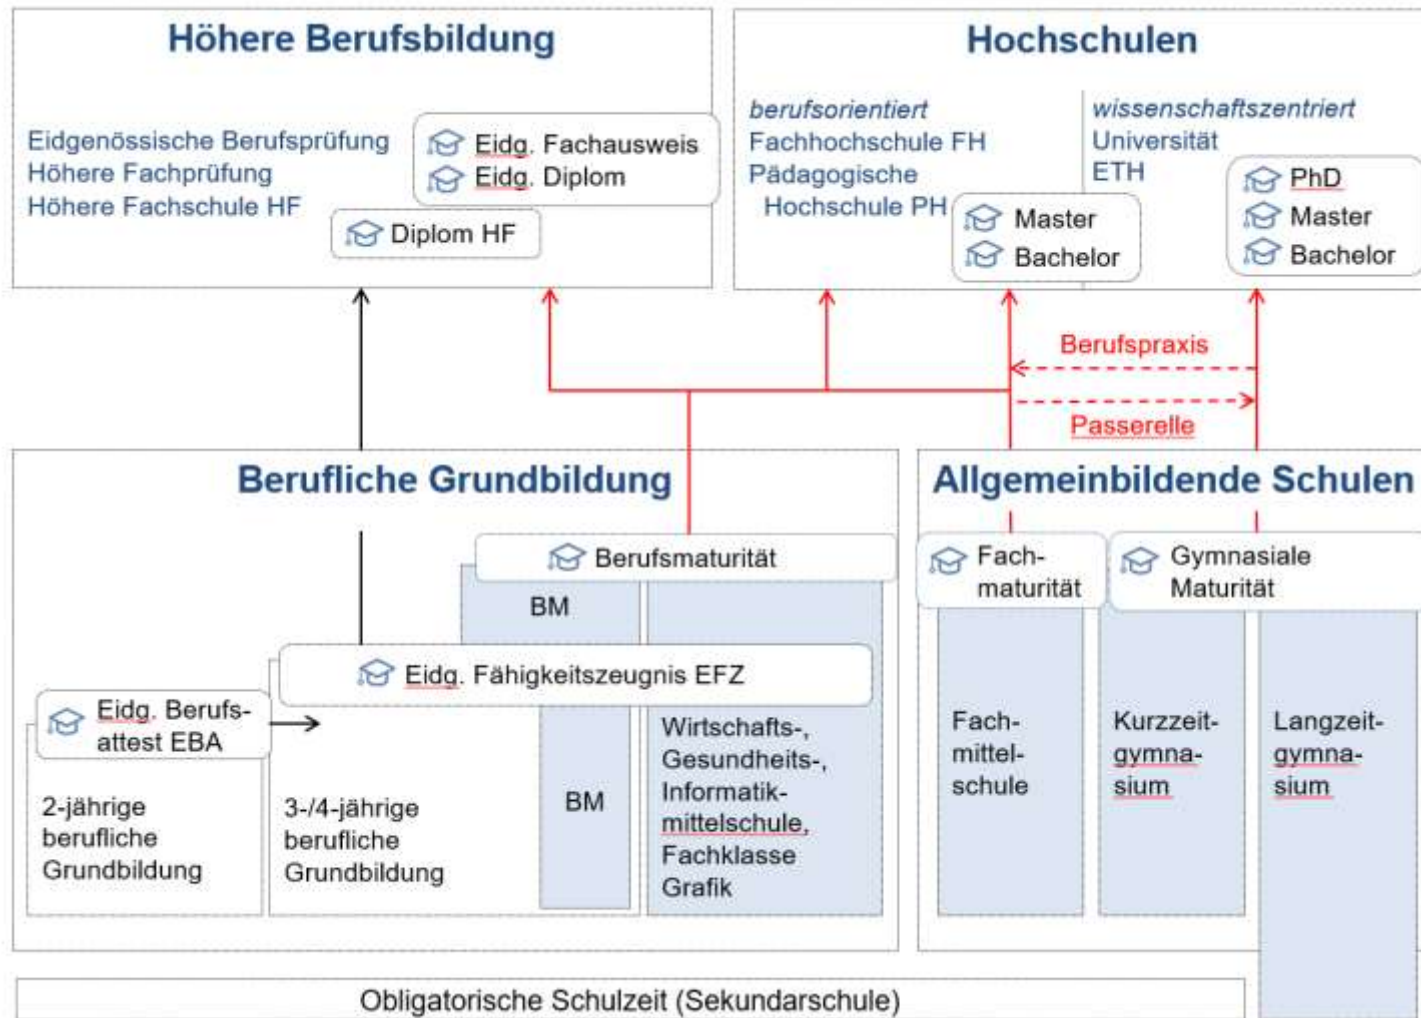 Höhere Berufsbildung
Eidgenössische Berufsprüfung
Höhere Fachprüfung
Höhere Fachschule HF
Eidg. Fachausweis
Eidg. Diplom
Diplom HF
Hochschulen
berufsorientiert
Fachhochschule FH
Pädagogische
Hochschule PH
Master
Bachelor
wissenschaftszentriert
Universität
ETH
PhD
Master
Bachelor
Berufspraxis
Passerelle
Berufliche Grundbildung
Berufsmaturität
BM
Eidg. Fähigkeitszeugnis EFZ
Eidg. Berufs-
attest EBA
2-jährige
berufliche
Grundbildung
3-/4-jährige
berufliche
Grundbildung
BM
Wirtschafts-,
Gesundheits-,
Informatik-
mittelschule,
Fachklasse
Grafik
Allgemeinbildende Schulen
Fach-
maturität
Gymnasiale
Maturität
Fach-
mittel-
schule
Kurzzeit-
gymna-
sium
Langzeit-
gymna-
sium
Obligatorische Schulzeit (Sekundarschule)